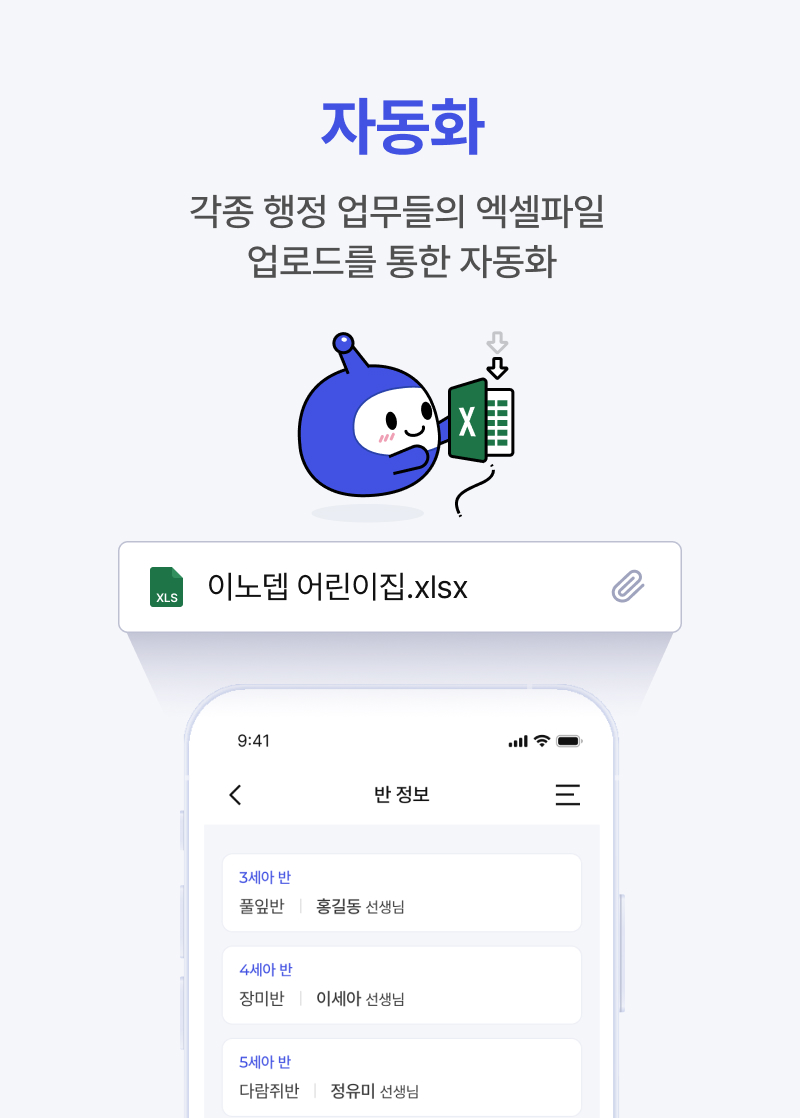 자동화
각종 행정 업무들의 엑셀파일
업로드를 통한 자동화
X
XLS 이노뎁 어린이집.xlsx
9:41
반 정보
3세아 반
풀잎반 | 홍길동 선생님
4세아 반
장미반 | 이세아 선생님
5세아 반
다람쥐반 | 정유미 선생님